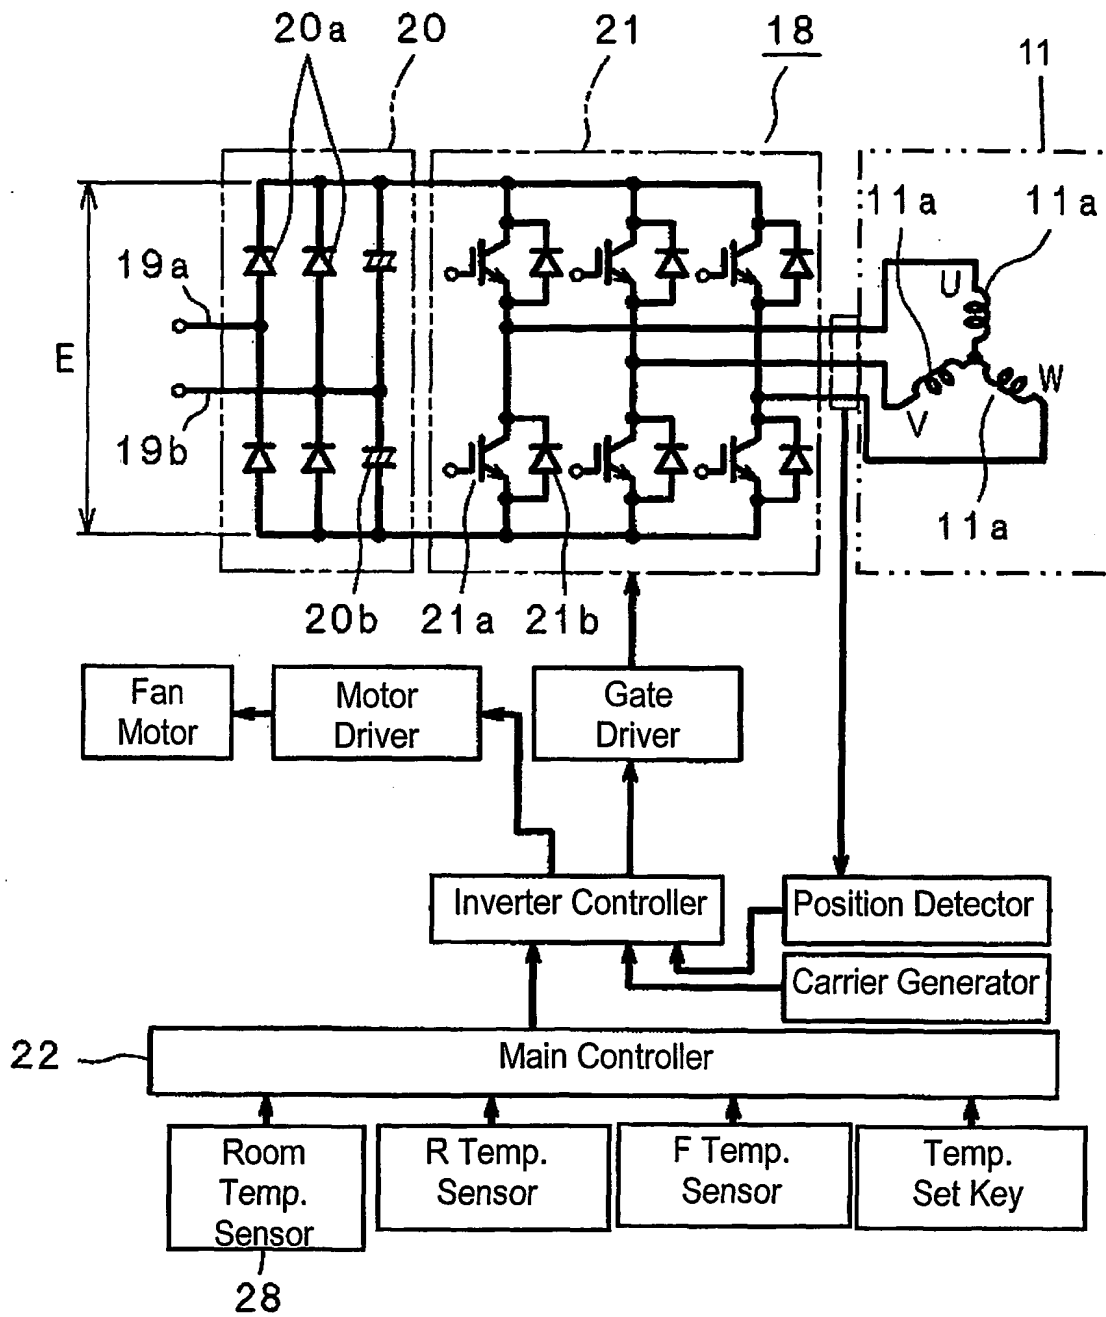 20a
20
21
18
11
11a
11a
19a
U
E
W
V
19b
11a
20b
21a
21b
Fan
Motor
Motor
Driver
Gate
Driver
Inverter Controller
Position Detector
Carrier Generator
22
Main Controller
Room
Temp.
Sensor
R Temp.
Sensor
F Temp.
Sensor
Temp.
Set Key
28